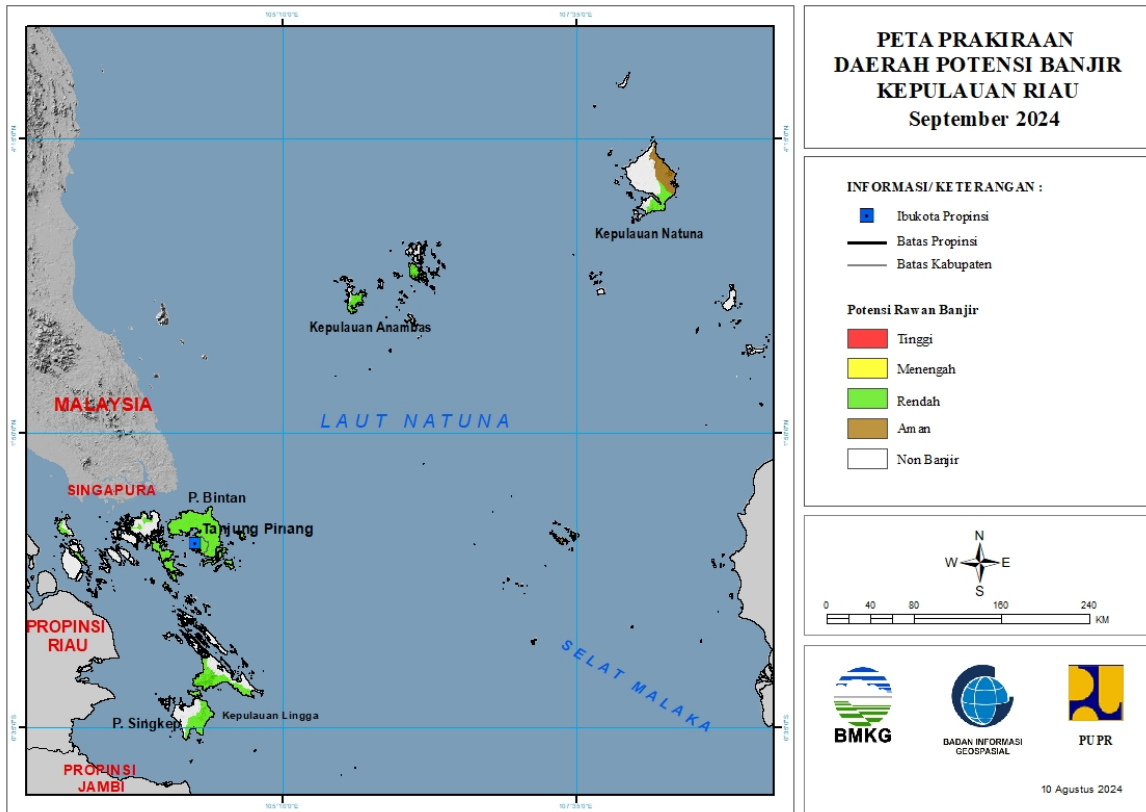 PETA PRAKIRAAN
DAERAH POTENSI BANJIR
KEPULAUAN RIAU
September 2024
INFORMASI/ KETERANGAN :
Ibukota Propinsi
Batas Propinsi
Batas Kabupaten
Potensi Rawan Banjir
Tinggi
Menengah
Rendah
Aman
Non Banjir
N
W E
S
0 40 80 160 240
KM
BMKG
BADAN INFORMASI
GEOSPASIAL
PUPR
10 Agustus 2024
Kepulauan Natuna
Kepulauan Anambas
MALAYSIA
LAUT NATUNA
SINGAPURA
P. Bintan
Tanjung Pinang
PROPINSI
RIAU
SELAT MALAKA
Kepulauan Lingga
P. Singkep
PROPINSI
JAMBI